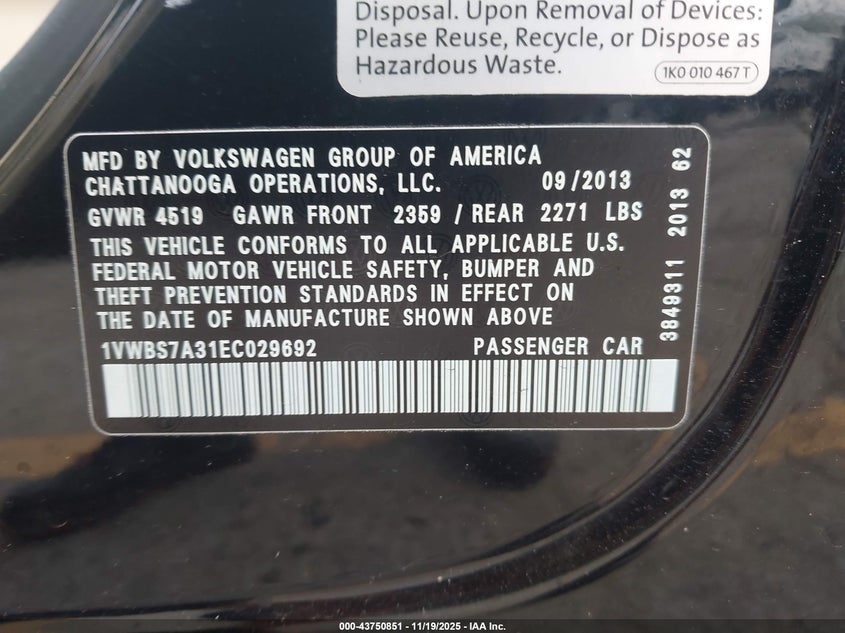 Disposal. Upon Removal of Devices:
Please Reuse, Recycle, or Dispose as
Hazardous Waste.
1K0 010 467 T
MFD BY VOLKSWAGEN GROUP OF AMERICA
CHATTANOOGA OPERATIONS, LLC. 09/2013
GVWR 4519 GAWR FRONT 2359 / REAR 2271 LBS
THIS VEHICLE CONFORMS TO ALL APPLICABLE U.S.
FEDERAL MOTOR VEHICLE SAFETY, BUMPER AND
THEFT PREVENTION STANDARDS IN EFFECT ON
THE DATE OF MANUFACTURE SHOWN ABOVE
1VWBS7A31EC029692 PASSENGER CAR
3849311 2013 62
000-43750851 - 11/19/2025 - IAA Inc.